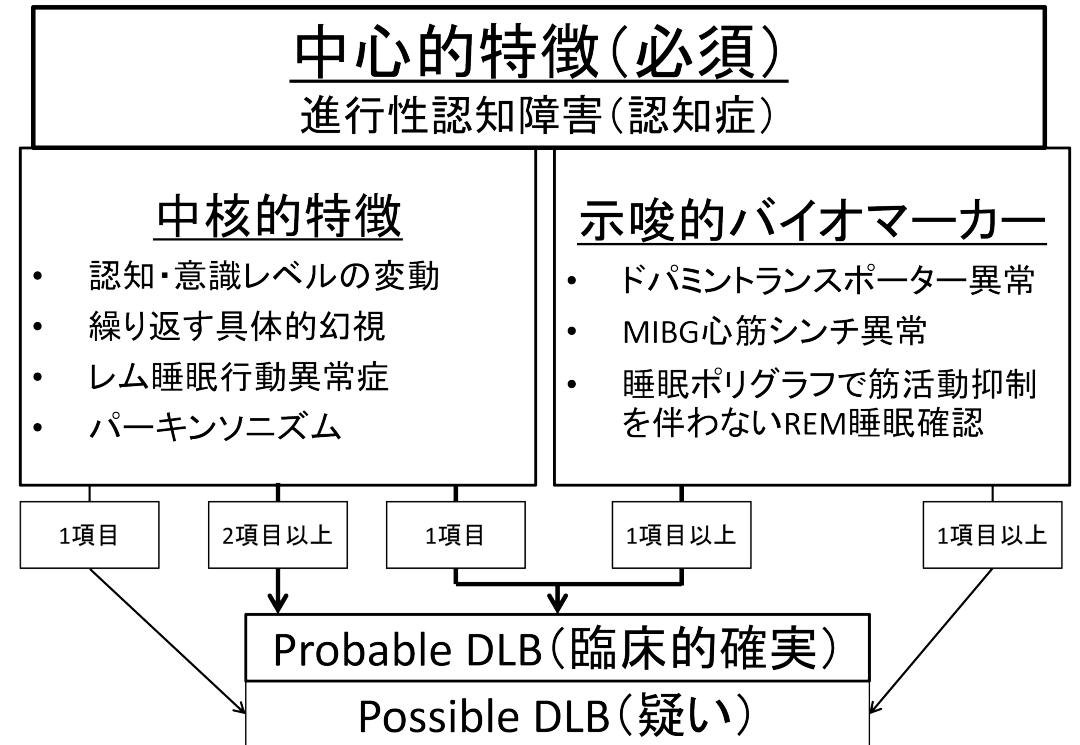 中心的特徴(必須)
進行性認知障害(認知症)
中核的特徴
• 認知・意識レベルの変動
• 繰り返す具体的幻視
• レム睡眠行動異常症
• パーキンソニズム
示唆的バイオマーカー
• ドパミントランスポーター異常
• MIBG心筋シンチ異常
• 睡眠ポリグラフで筋活動抑制
を伴わないREM睡眠確認
1項目
2項目以上
1項目
1項目以上
1項目以上
Probable DLB(臨床的確実)
Possible DLB(疑い)